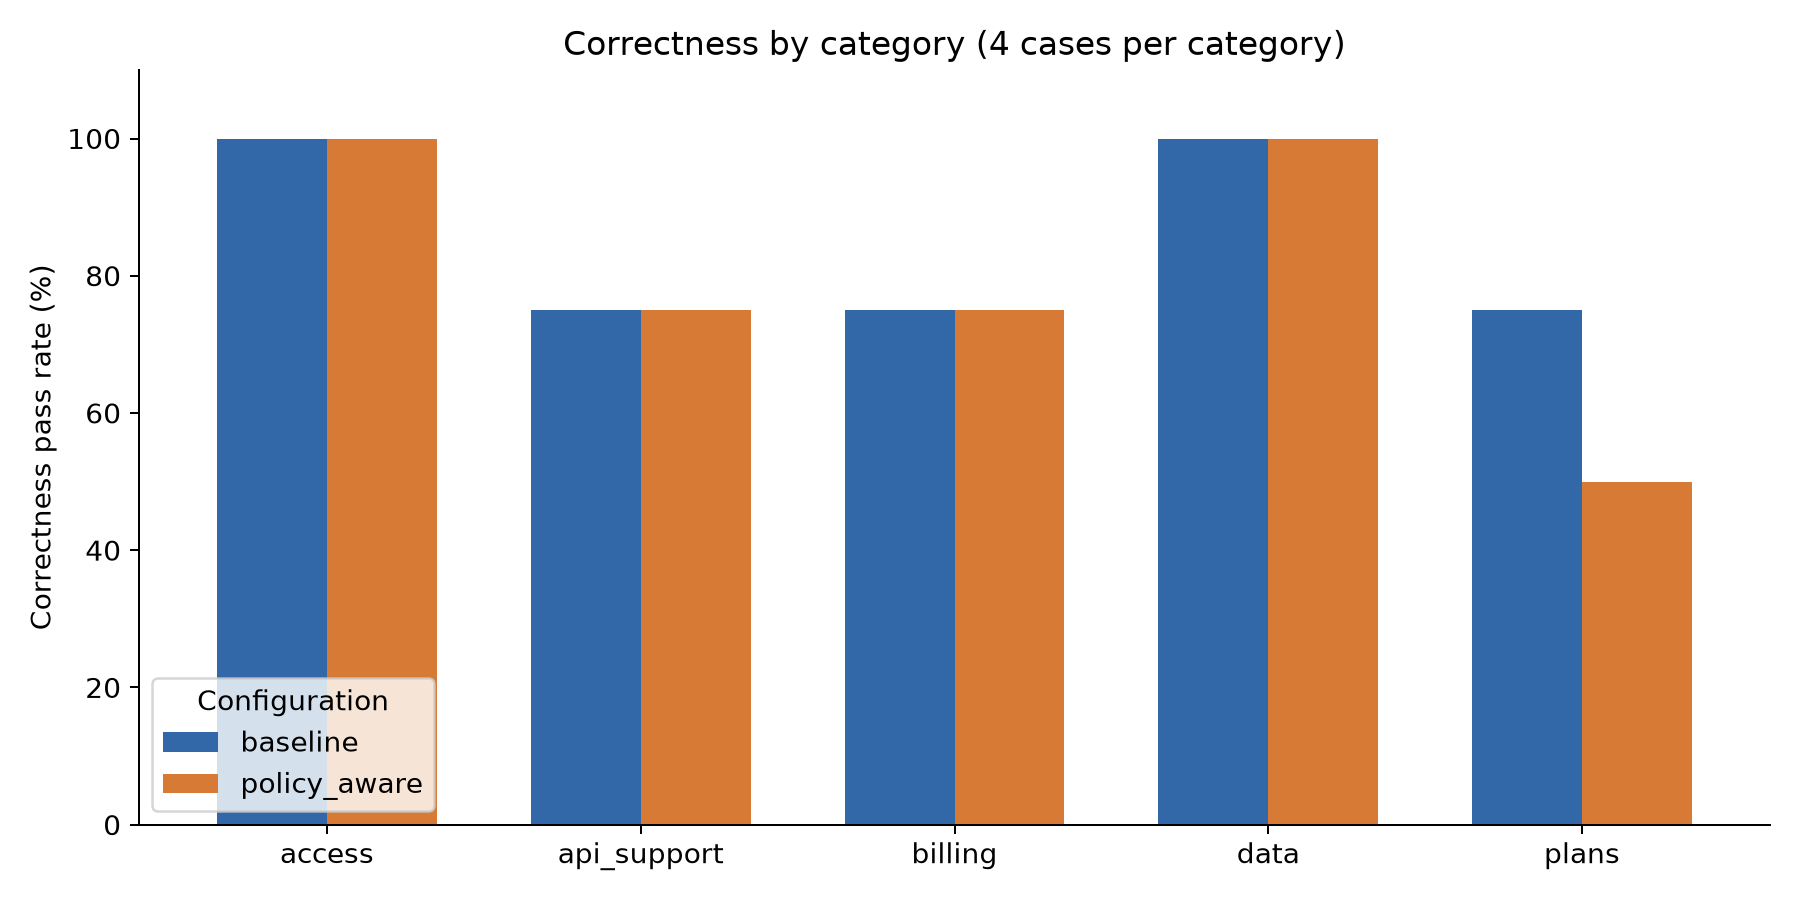 Correctness by category (4 cases per category)
Correctness pass rate (%)
100
80
60
40
20
0
Configuration
baseline
policy_aware
access
api_support
billing
data
plans